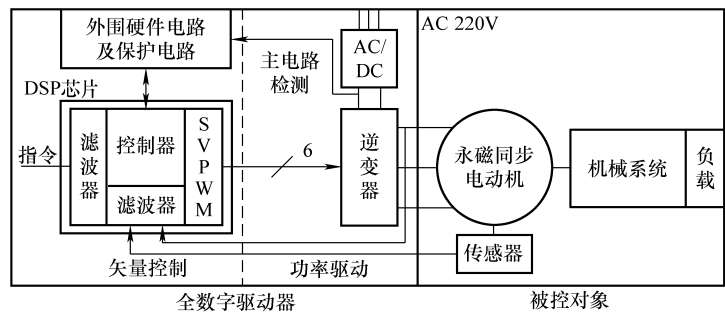 外围硬件电路
及保护电路
AC 220V
AC/
DC
主电路
检测
DSP芯片
指令
滤波器
控制器
滤波器
SVPWM
6
逆变器
永磁同步
电动机
机械系统
负载
传感器
矢量控制
功率驱动
全数字驱动器
被控对象